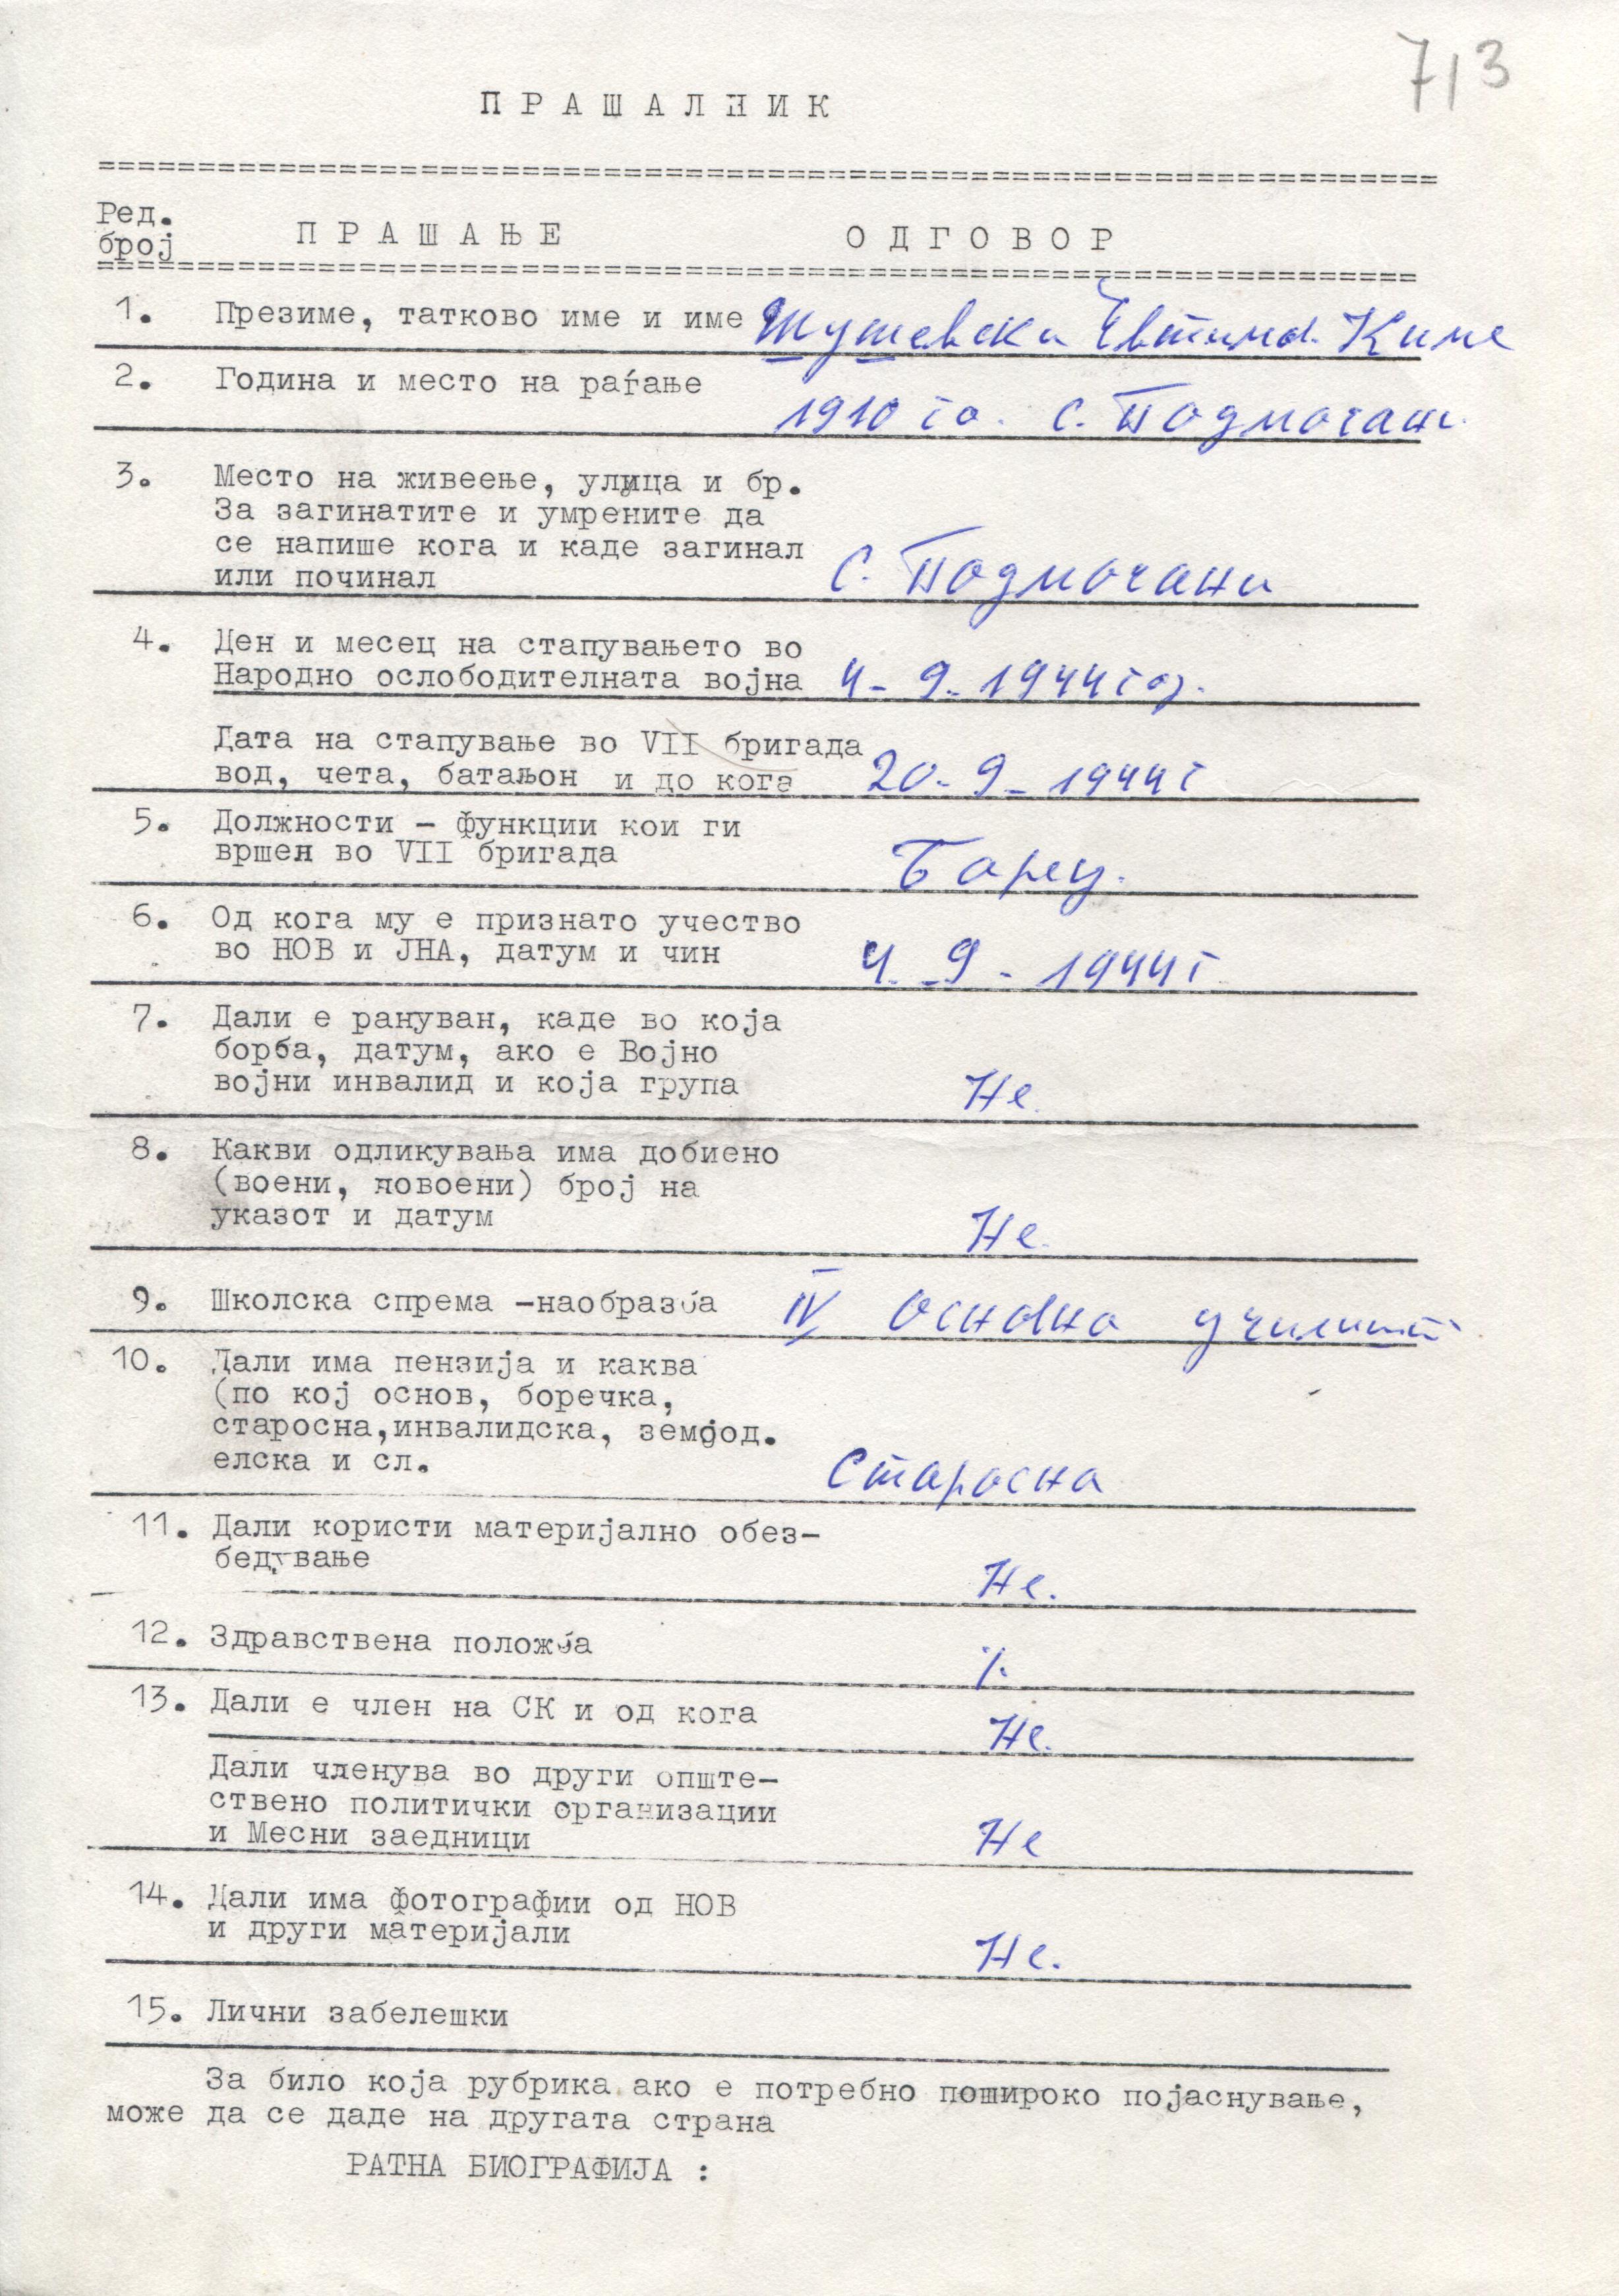 713
ПРАШАЛНИК
Ред.
број
ПРАШАЊЕ ОДГОВОР
1. Презиме, татково име и име Шушевски Евтима Киме
2. Година и место на раѓање
1910 го. с. Подмочани
3. Место на живеење, улица и бр.
За загинатите и умрените да
се напише кога и каде загинал
или починал С. Подмочани
4. Ден и месец на стапувањето во
Народно ослободителната војна 4-9-1944 год.
Дата на стапување во VII бригада
вод, чета, батаљон и до кога 20-9-1944 г
5. Должности - функции кои ги
вршел во VII бригада Борец.
6. Од кога му е признато учество
во НОВ и ЈНА, датум и чин 4-9-1944 г.
7. Дали е рануван, каде во која
борба, датум, ако е Војно
војни инвалид и која група Не.
8. Какви одликувања има добиено
(воени, повоени) број на
указот и датум Не.
9. Школска спрема -наобразба IV основно училиште
10. Дали има пензија и каква
(по кој основ, боречка,
старосна,инвалидска,земјод.
елска и сл. Старосна
11. Дали користи материјално обез-
бедување Не.
12. Здравствена положба /.
13. Дали е член на СК и од кога Не.
Дали членува во други опште-
ствено политички организации
и Месни заедници Не
14. Дали има фотографии од НОВ
и други материјали Не.
15. Лични забелешки
За било која рубрика ако е потребно пошироко појаснување,
може да се даде на другата страна
РАТНА БИОГРАФИЈА :